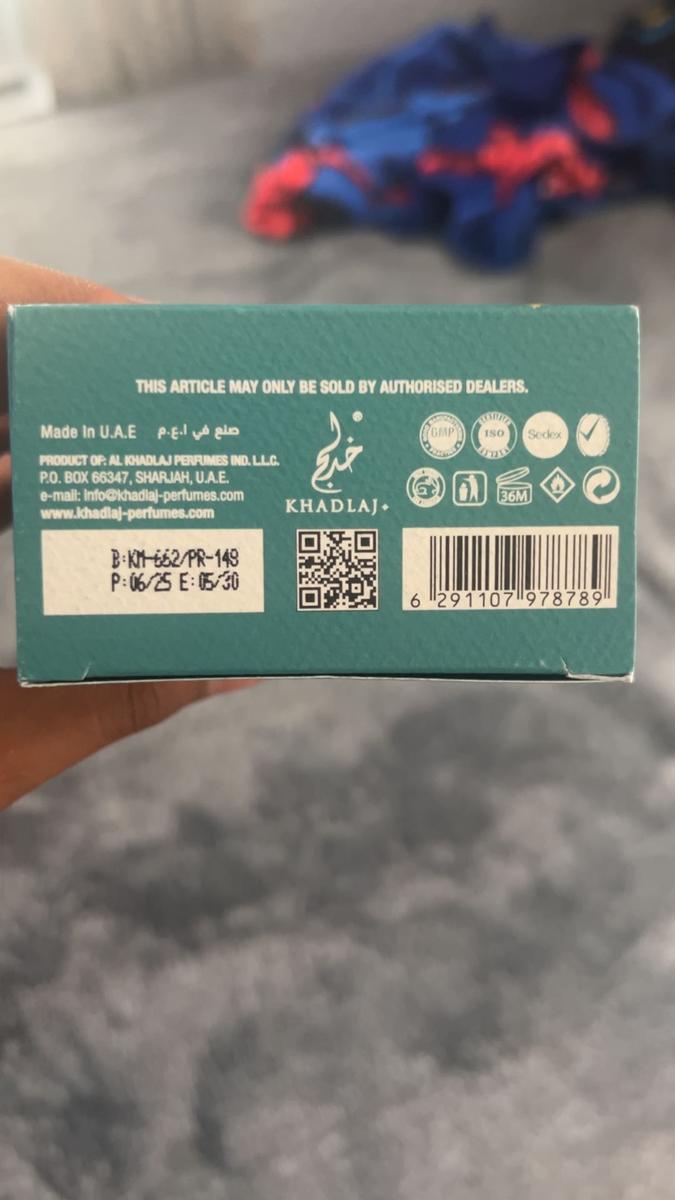 THIS ARTICLE MAY ONLY BE SOLD BY AUTHORISED DEALERS.
Made In U.A.E صنع في ا.ع.م
PRODUCT OF: AL KHADLAJ PERFUMES IND. L.L.C.
P.O. BOX 66347, SHARJAH, U.A.E.
e-mail: info@khadlaj-perfumes.com
www.khadlaj-perfumes.com
خدلج ®
KHADLAJ
GMP
ISO
CERTIFIED
Sedex
36M
B:KM-662/PR-148
P:06/25 E:05/30
6 291107 978789